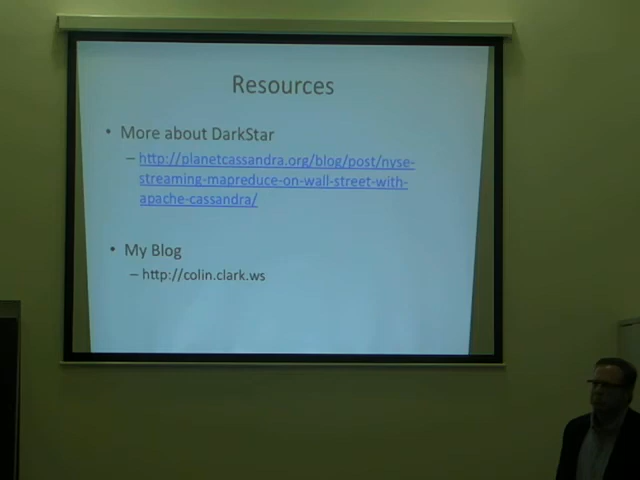 Resources
• More about DarkStar
– http://planetcassandra.org/blog/post/nyse-
streaming-mapreduce-on-wall-street-with-
apache-cassandra/
• My Blog
– http://colin.clark.ws